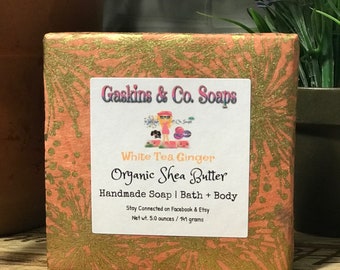 Gaskins & Co. Soaps
White Tea Ginger
Organic Shea Butter
Handmade Soap | Bath + Body
Stay Connected on Facebook & Etsy
Net wt. 5.0 ounces / 141 grams